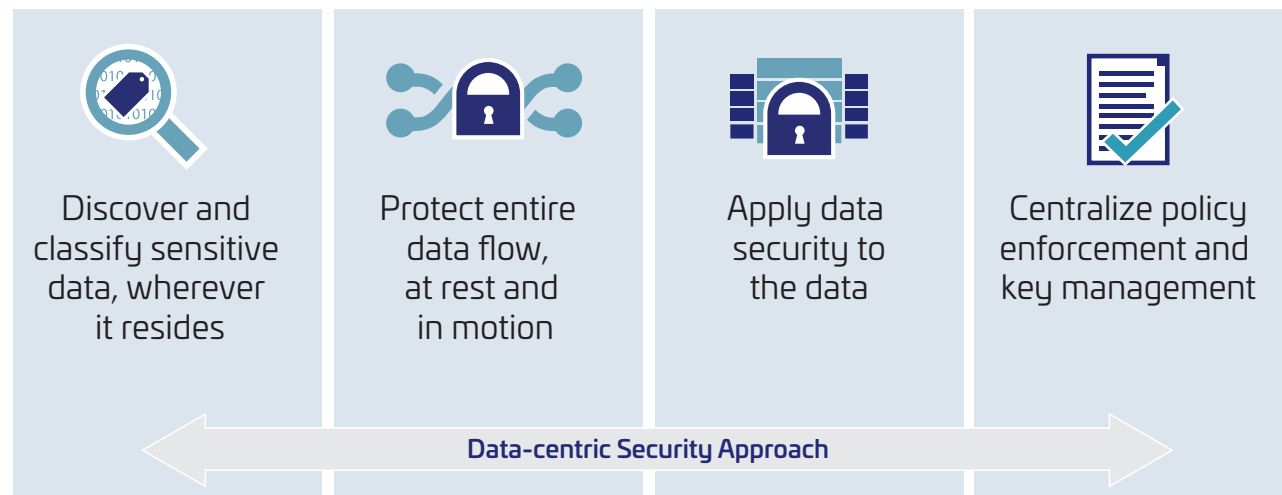 Discover and
classify sensitive
data, wherever
it resides
Protect entire
data flow,
at rest and
in motion
Apply data
security to
the data
Centralize policy
enforcement and
key management
Data-centric Security Approach